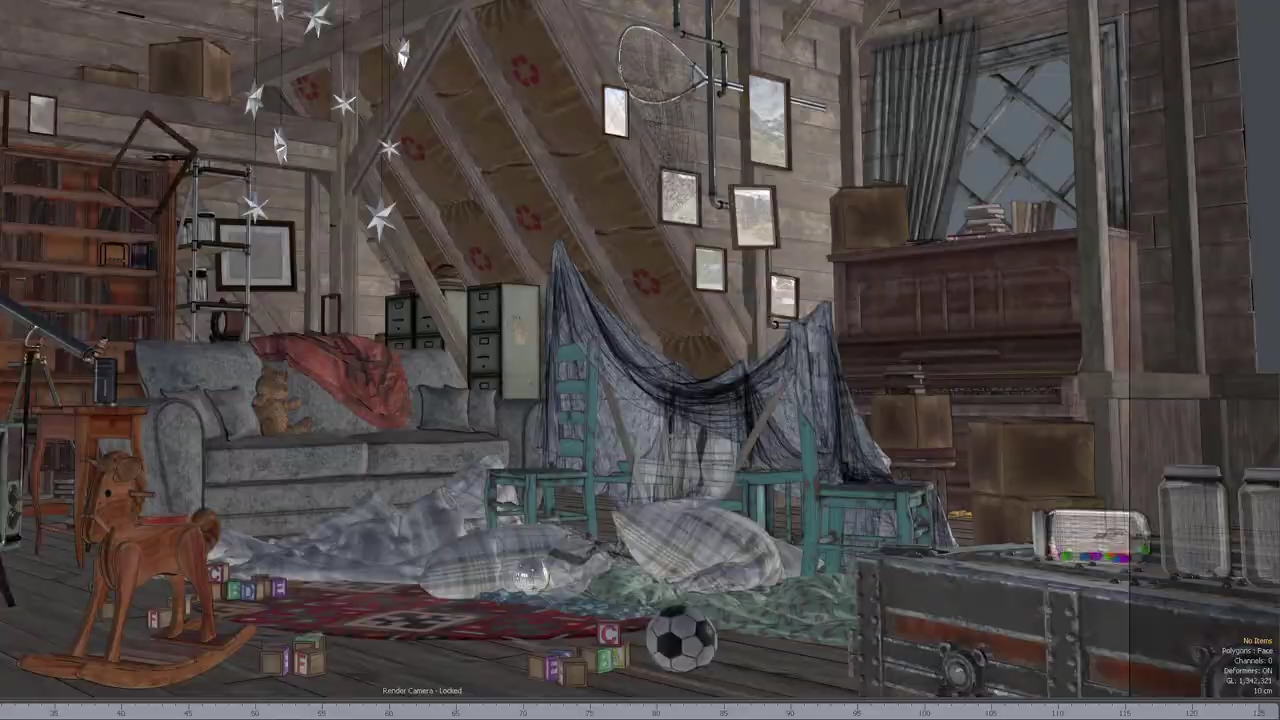 C
E D H
F
F
C
E B
No Items
Polygons : Face
Channels: 0
Deformers: ON
GL: 1,342,321
10 cm
Render Camera - Locked
35 40 45 50 55 60 65 70 75 80 85 90 95 100 105 110 115 120 125